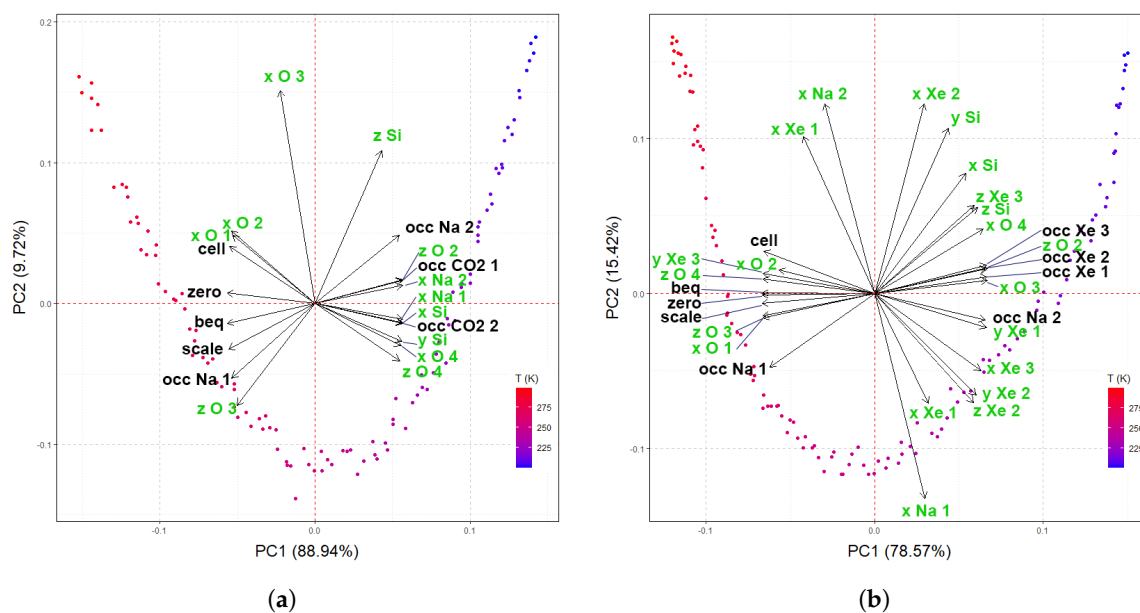 (a)
0.2
0.1
0.0
-0.1
PC2 (9.72%)
x O 3
z Si
x O 2
x O 1
cell
occ Na 2
z O 2
occ CO2 1
x Na 2
zero
x Na 1
x Si
beq
occ CO2 2
y Si
scale
x O 4
occ Na 1
z O 4
z O 3
T (K)
275
250
225
-0.1
0.0
0.1
PC1 (88.94%)
(a)
(b)
0.1
0.0
-0.1
PC2 (15.42%)
x Na 2
x Xe 2
y Si
x Xe 1
x Si
z Xe 3
z Si
x O 4
cell
occ Xe 3
z O 2
y Xe 3
x O 2
occ Xe 2
z O 4
occ Xe 1
beq
x O 3
zero
scale
occ Na 2
z O 3
y Xe 1
x O 1
occ Na 1
x Xe 3
y Xe 2
x Xe 1
z Xe 2
x Na 1
T (K)
275
250
225
-0.1
0.0
0.1
PC1 (78.57%)
(b)